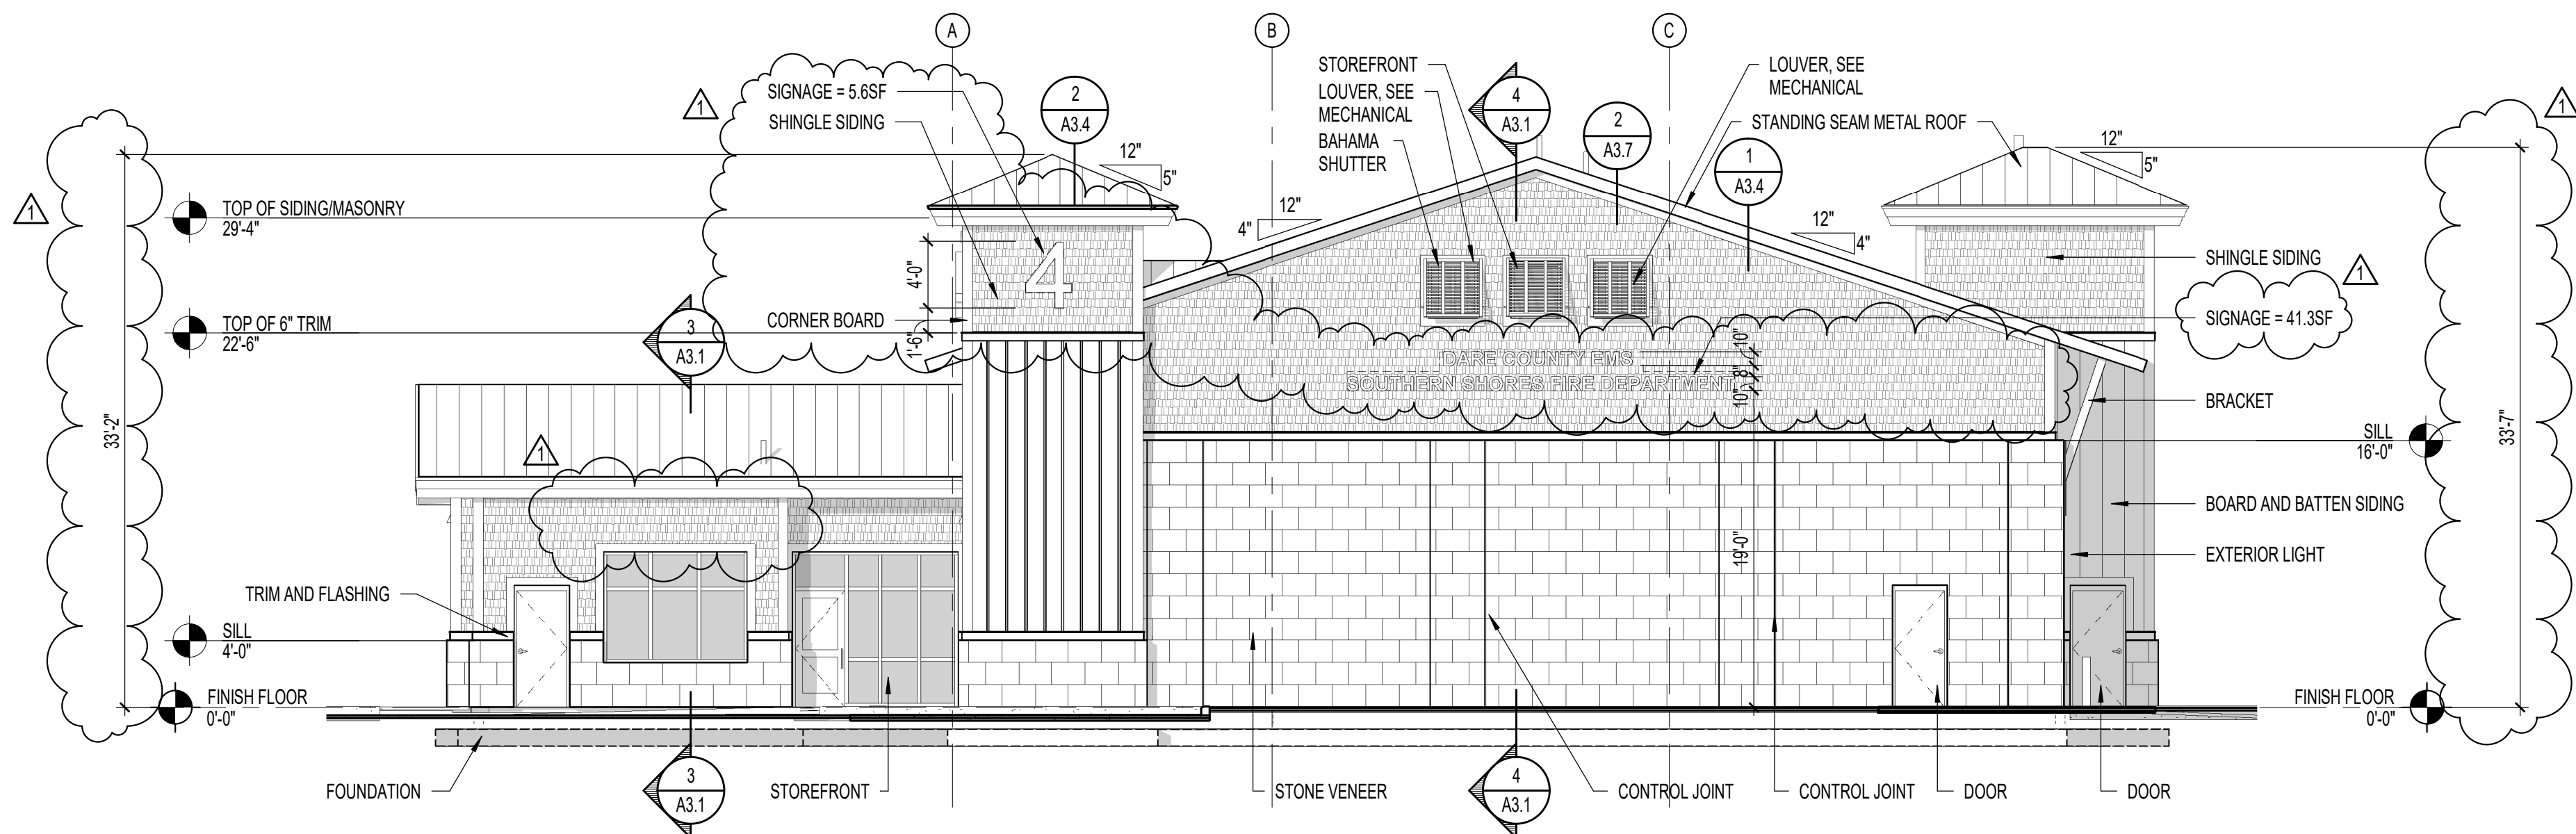 A
B
C
STOREFRONT
LOUVER, SEE
MECHANICAL
1
SIGNAGE = 5.6SF
2
A3.4
4
A3.1
LOUVER, SEE
MECHANICAL
1
SHINGLE SIDING
2
A3.7
STANDING SEAM METAL ROOF
BAHAMA
SHUTTER
12"
5"
1
A3.4
12"
5"
1
TOP OF SIDING/MASONRY
29'-4"
12"
4"
12"
4"
4'-0"
4
SHINGLE SIDING
1
TOP OF 6" TRIM
22'-6"
3
A3.1
CORNER BOARD
1'-6"
SIGNAGE = 41.3SF
DARE COUNTY EMS
SOUTHERN SHORES FIRE DEPARTMENT
10"
8"
10"
BRACKET
33'-2"
33'-7"
SILL
16'-0"
1
BOARD AND BATTEN SIDING
19'-0"
EXTERIOR LIGHT
TRIM AND FLASHING
SILL
4'-0"
FINISH FLOOR
0'-0"
FINISH FLOOR
0'-0"
FOUNDATION
3
A3.1
STOREFRONT
STONE VENEER
4
A3.1
CONTROL JOINT
CONTROL JOINT
DOOR
DOOR